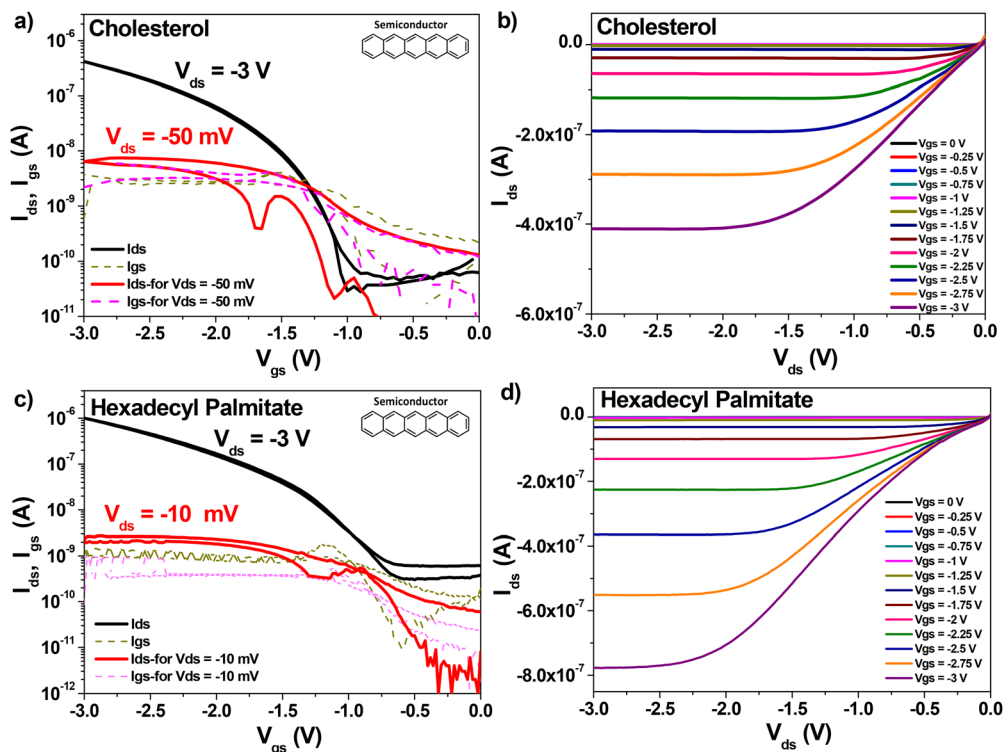 a)
Cholesterol
Semiconductor
Vds = -3 V
Vds = -50 mV
10^-6
10^-7
10^-8
10^-9
10^-10
10^-11
Ids, Igs (A)
Ids
Igs
Ids-for Vds = -50 mV
Igs-for Vds = -50 mV
-3.0 -2.5 -2.0 -1.5 -1.0 -0.5 0.0
Vgs (V)
b)
Cholesterol
0.0
-2.0x10^-7
-4.0x10^-7
-6.0x10^-7
Ids (A)
Vgs = 0 V
Vgs = -0.25 V
Vgs = -0.5 V
Vgs = -0.75 V
Vgs = -1 V
Vgs = -1.25 V
Vgs = -1.5 V
Vgs = -1.75 V
Vgs = -2 V
Vgs = -2.25 V
Vgs = -2.5 V
Vgs = -2.75 V
Vgs = -3 V
-3.0 -2.5 -2.0 -1.5 -1.0 -0.5 0.0
Vds (V)
c)
Hexadecyl Palmitate
Semiconductor
Vds = -3 V
Vds = -10 mV
10^-6
10^-7
10^-8
10^-9
10^-10
10^-11
10^-12
Ids, Igs (A)
Ids
Igs
Ids-for Vds = -10 mV
Igs-for Vds = -10 mV
-3.0 -2.5 -2.0 -1.5 -1.0 -0.5 0.0
Vgs (V)
d)
Hexadecyl Palmitate
0.0
-2.0x10^-7
-4.0x10^-7
-6.0x10^-7
-8.0x10^-7
Ids (A)
Vgs = 0 V
Vgs = -0.25 V
Vgs = -0.5 V
Vgs = -0.75 V
Vgs = -1 V
Vgs = -1.25 V
Vgs = -1.5 V
Vgs = -1.75 V
Vgs = -2 V
Vgs = -2.25 V
Vgs = -2.5 V
Vgs = -2.75 V
Vgs = -3 V
-3.0 -2.5 -2.0 -1.5 -1.0 -0.5 0.0
Vds (V)